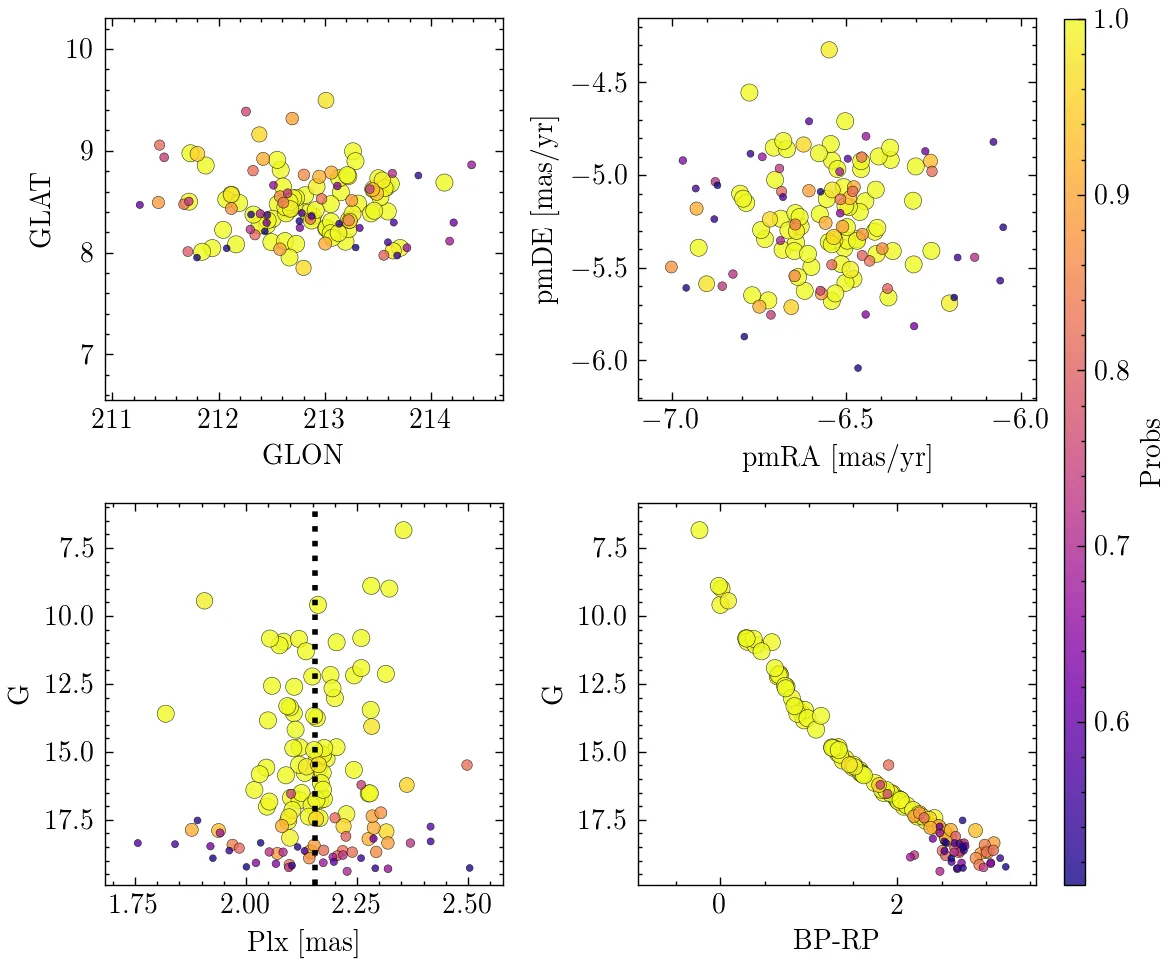 10
9
8
7
GLAT
211 212 213 214
GLON
−4.5
−5.0
−5.5
−6.0
pmDE [mas/yr]
−7.0 −6.5 −6.0
pmRA [mas/yr]
1.0
0.9
0.8
0.7
0.6
Probs
7.5
10.0
12.5
15.0
17.5
G
1.75 2.00 2.25 2.50
Plx [mas]
7.5
10.0
12.5
15.0
17.5
G
0 2
BP-RP